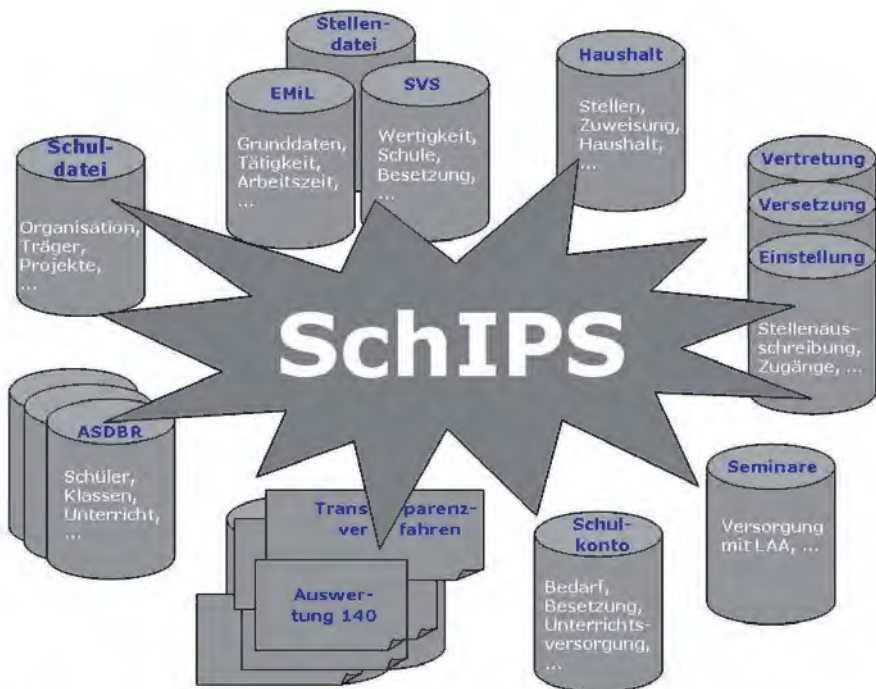 Stellen-
datei
EMiL
Grunddaten,
Tätigkeit,
Arbeitszeit,
...
SVS
Wertigkeit,
Schule,
Besetzung,
...
Haushalt
Stellen,
Zuweisung,
Haushalt,
...
Schul-
datei
Organisation,
Träger,
Projekte,
...
Vertretung
Versetzung
Einstellung
Stellenaus-
schreibung,
Zugänge, ...
SchIPS
ASDBR
Schüler,
Klassen,
Unterricht,
...
Transparenz-
verfahren
Auswer-
tung 140
Schul-
konto
Bedarf,
Besetzung,
Unterrichts-
versorgung,
...
Seminare
Versorgung
mit LAA, ...